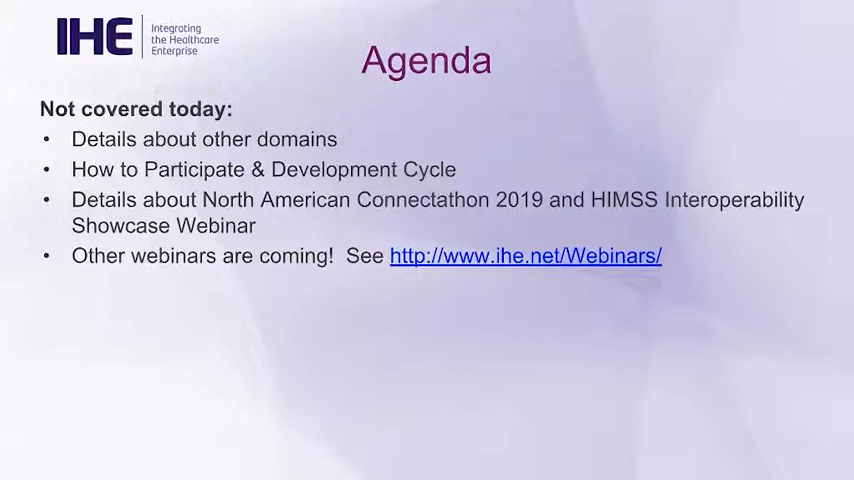 IHE
Integrating
the Healthcare
Enterprise
Agenda
Not covered today:
• Details about other domains
• How to Participate & Development Cycle
• Details about North American Connectathon 2019 and HIMSS Interoperability
Showcase Webinar
• Other webinars are coming! See http://www.ihe.net/Webinars/